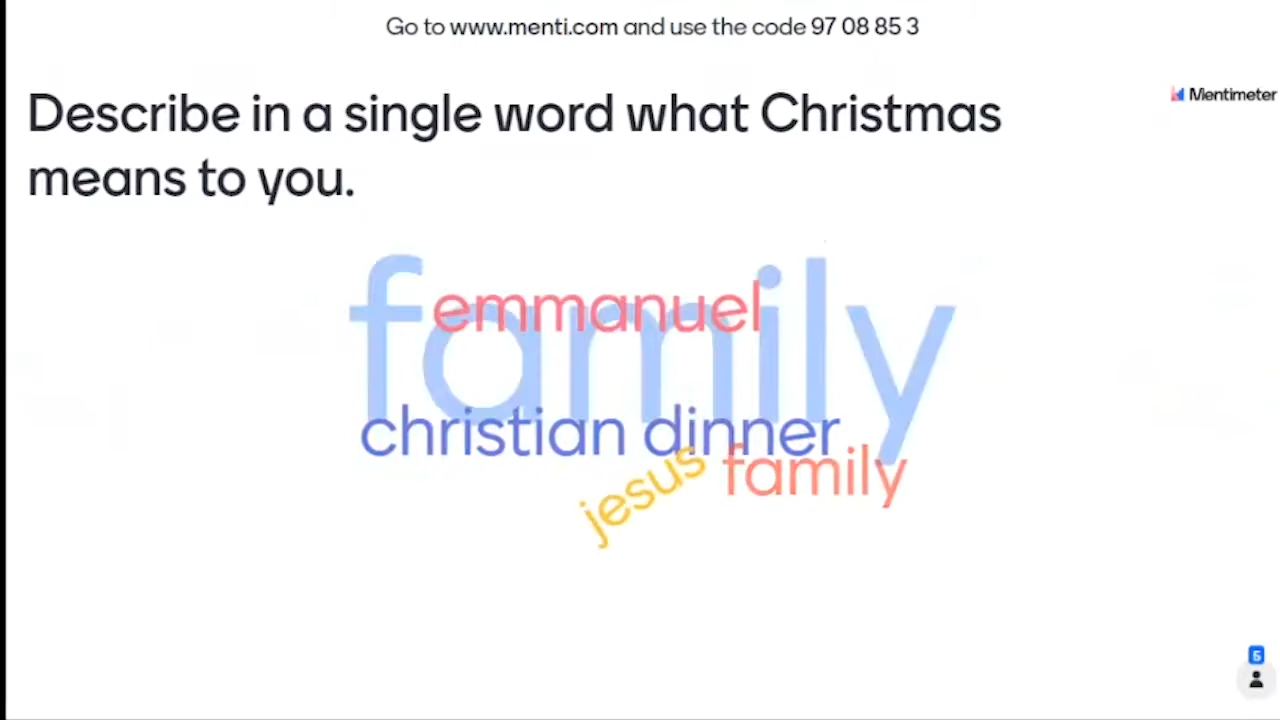 Go to www.menti.com and use the code 97 08 85 3
Mentimeter
Describe in a single word what Christmas
means to you.
family
emmanuel
christian dinner
jesus
family
5